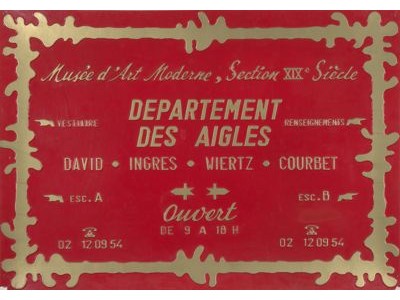 Musée d'Art Moderne, Section XIXe Siècle
DEPARTEMENT
DES AIGLES
VESTIAIRE RENSEIGNEMENTS
DAVID • INGRES • WIERTZ • COURBET
ESC. A ESC. B
Ouvert
DE 9 A 18 H
02 12 09 54 02 12 09 54